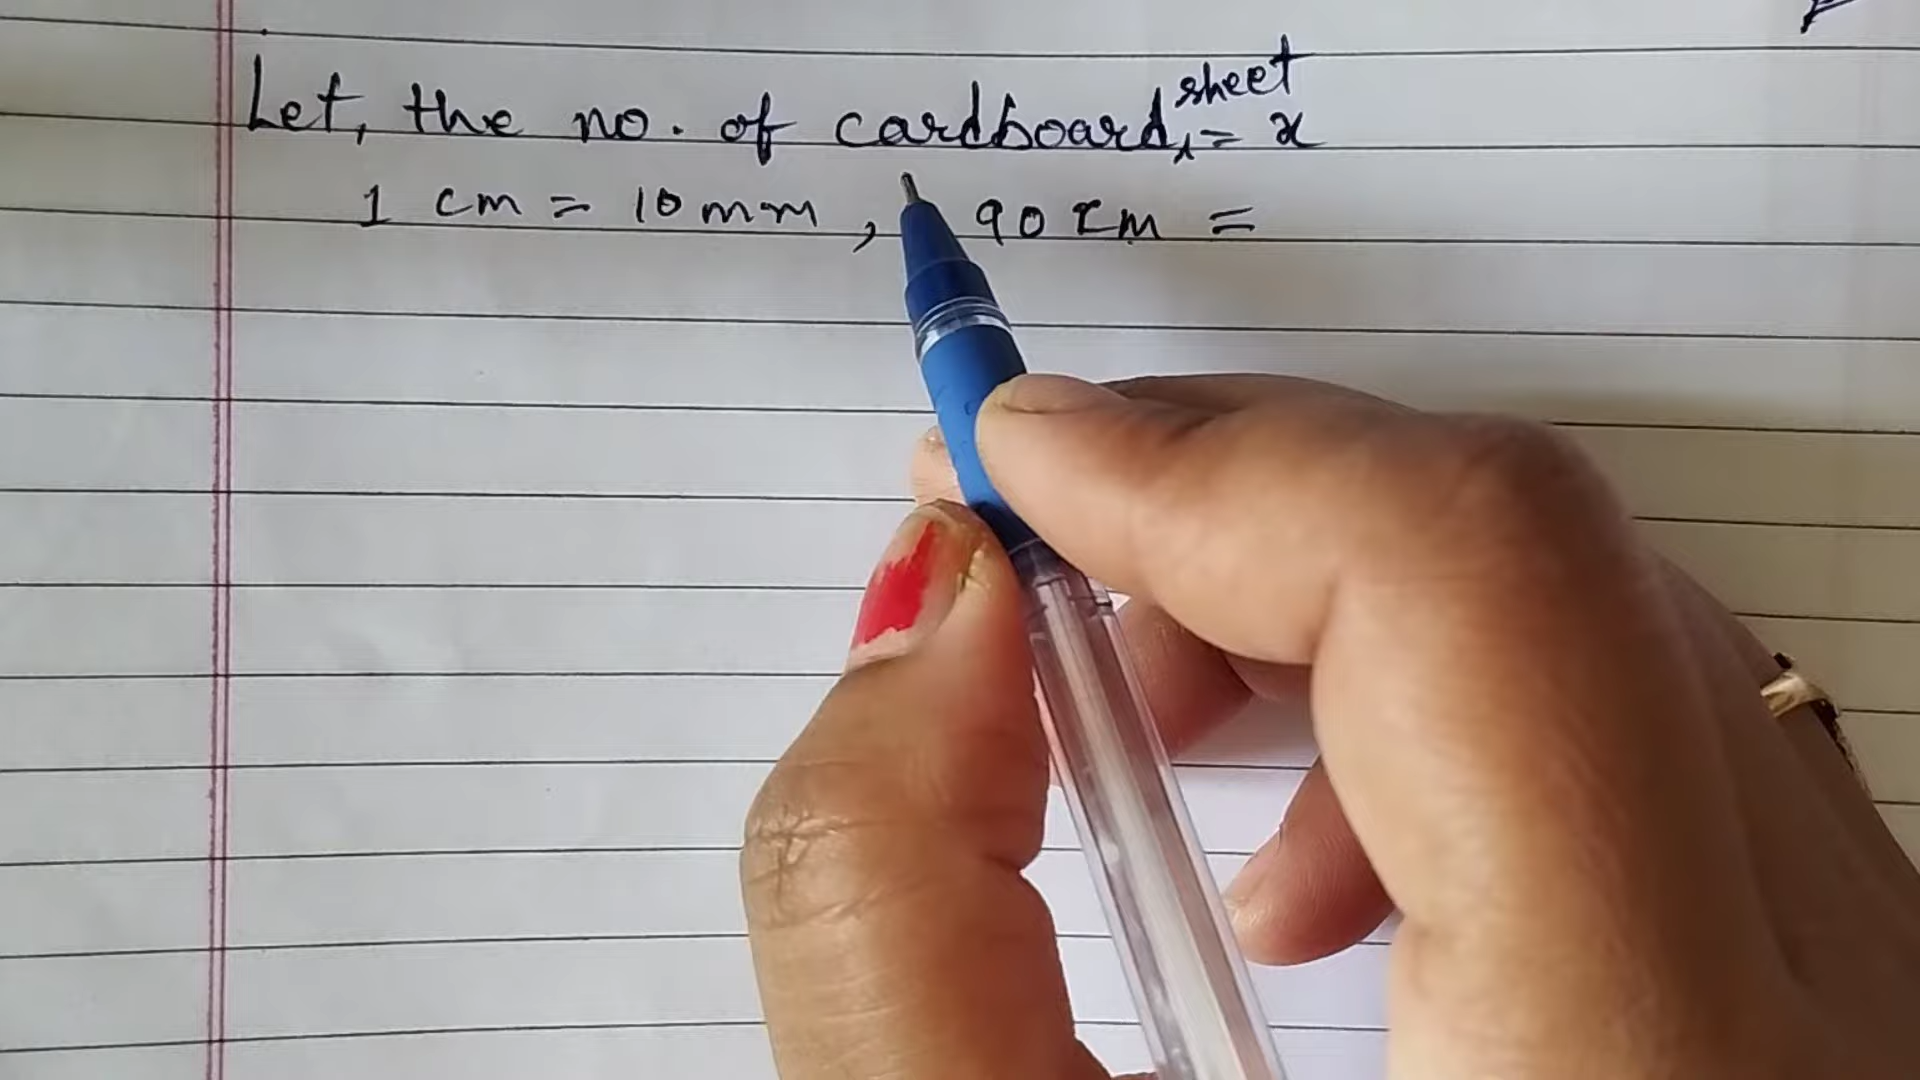 Let, the no. of cardboard sheet = x
1 cm = 10 mm, 90 cm =